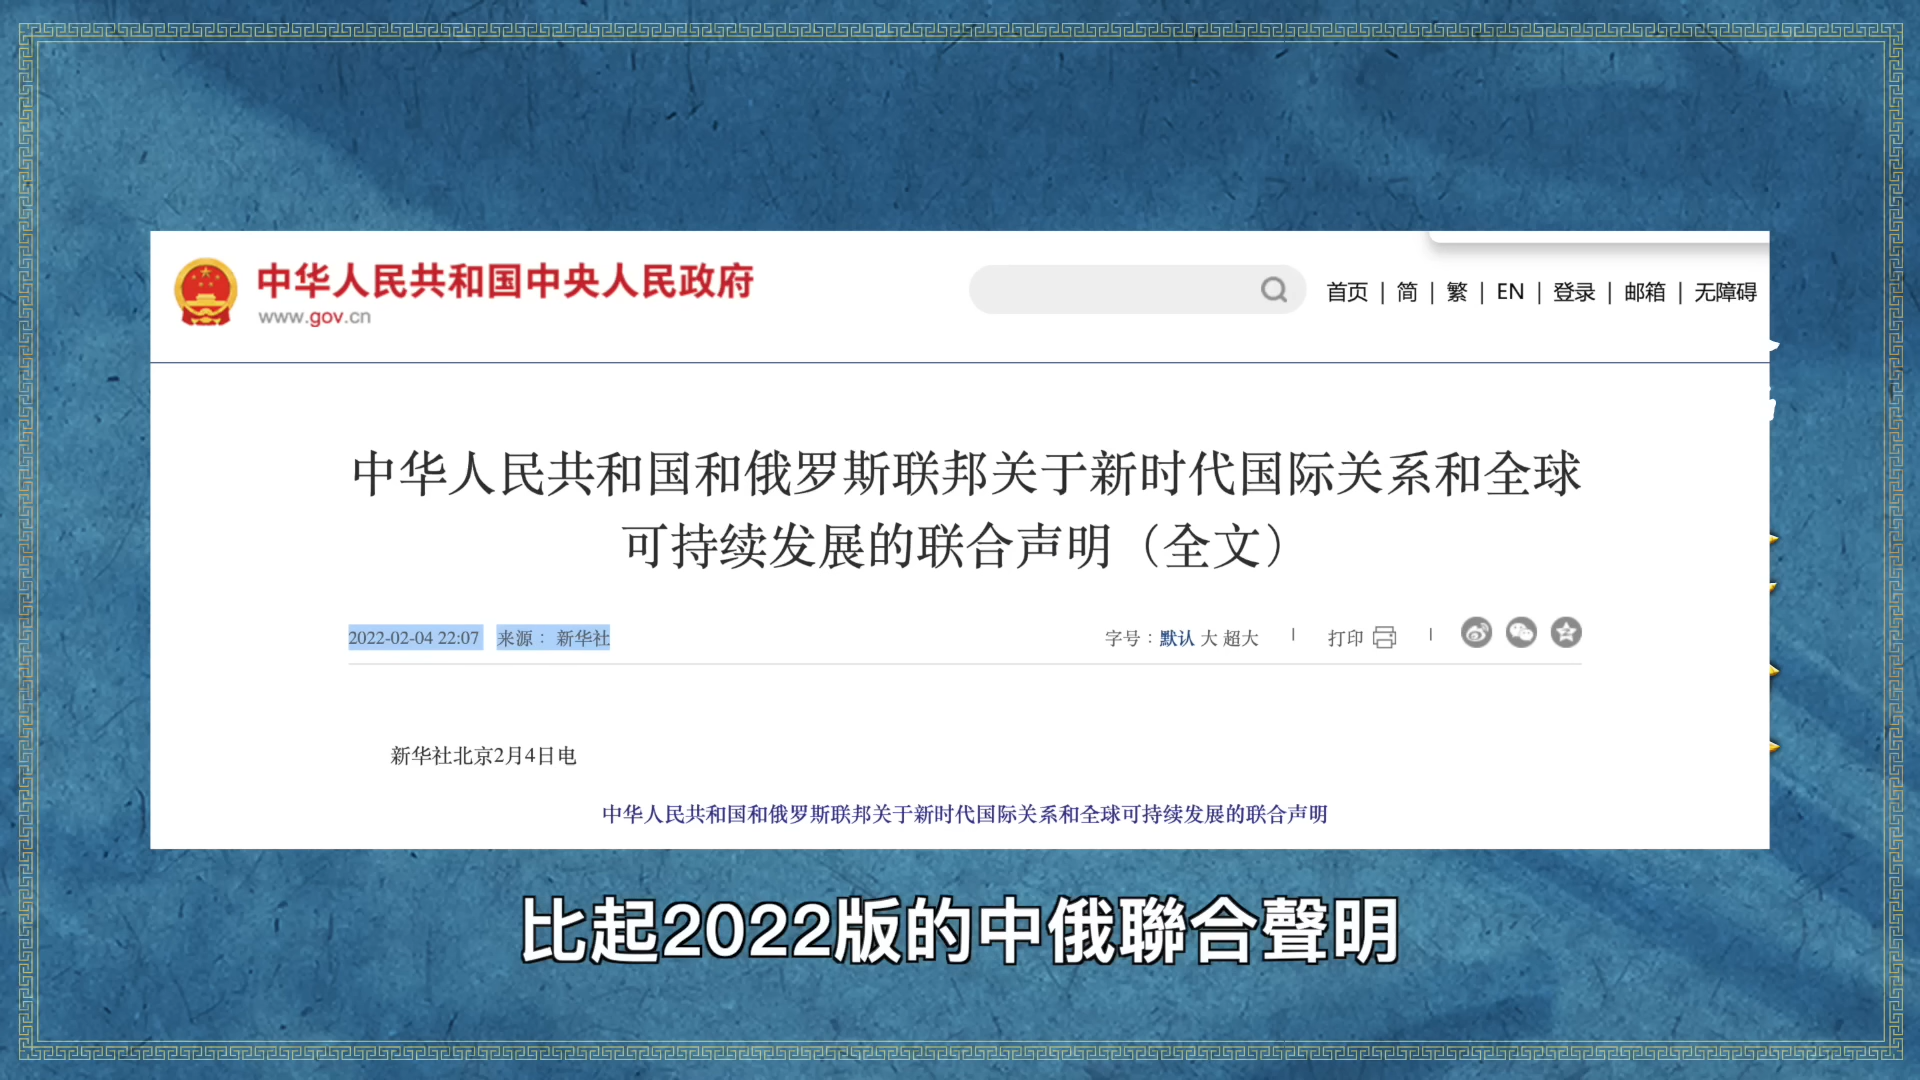 中华人民共和国中央人民政府
www.gov.cn
首页 | 简 | 繁 | EN | 登录 | 邮箱 | 无障碍
中华人民共和国和俄罗斯联邦关于新时代国际关系和全球
可持续发展的联合声明（全文）
2022-02-04 22:07 来源： 新华社
字号：默认 大 超大 | 打印 |
新华社北京2月4日电
中华人民共和国和俄罗斯联邦关于新时代国际关系和全球可持续发展的联合声明
比起2022版的中俄聯合聲明